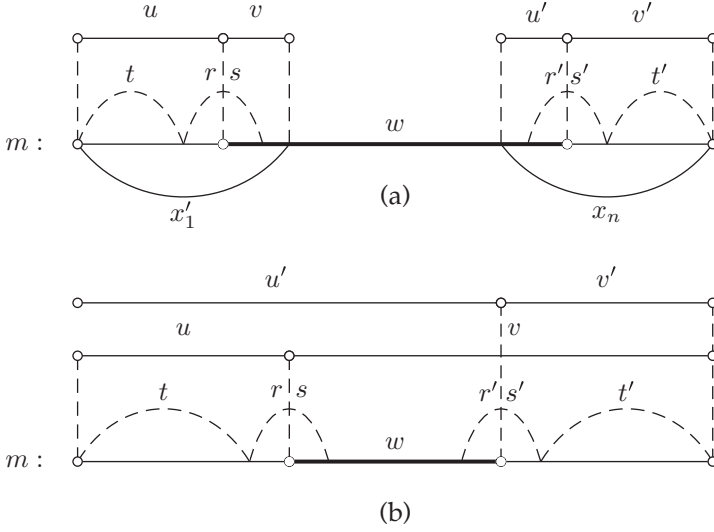 u v u′ v′
t r s r′ s′ t′
m : w
x′₁ (a) xₙ
u′ v′
u v
t r s r′ s′ t′
w
m :
(b)